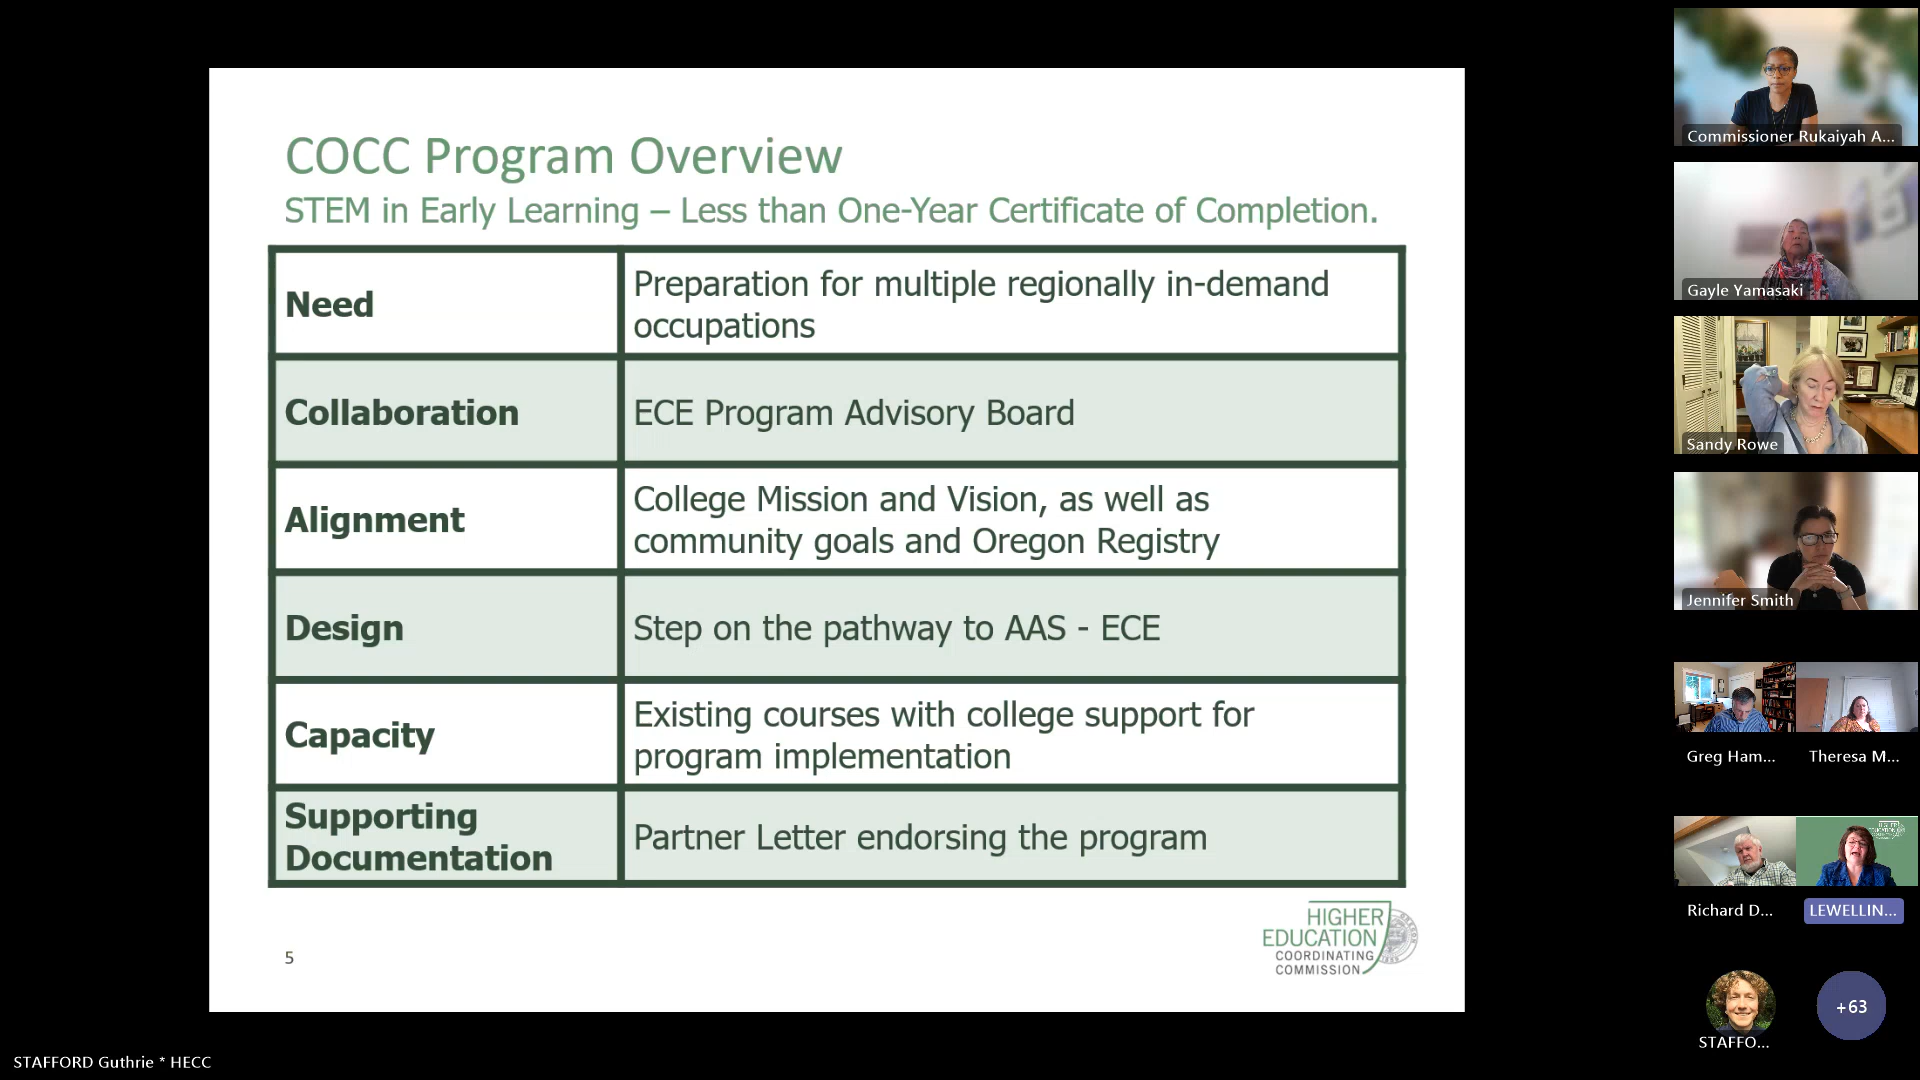 COCC Program Overview
STEM in Early Learning – Less than One-Year Certificate of Completion.
Need
Preparation for multiple regionally in-demand
occupations
Collaboration
ECE Program Advisory Board
Alignment
College Mission and Vision, as well as
community goals and Oregon Registry
Design
Step on the pathway to AAS - ECE
Capacity
Existing courses with college support for
program implementation
Supporting
Documentation
Partner Letter endorsing the program
5
HIGHER
EDUCATION
COORDINATING
COMMISSION
STAFFORD Guthrie * HECC
Commissioner Rukaiyah A...
Gayle Yamasaki
Sandy Rowe
Jennifer Smith
Greg Ham...
Theresa M...
Richard D...
LEWELLIN...
STAFFO...
+63